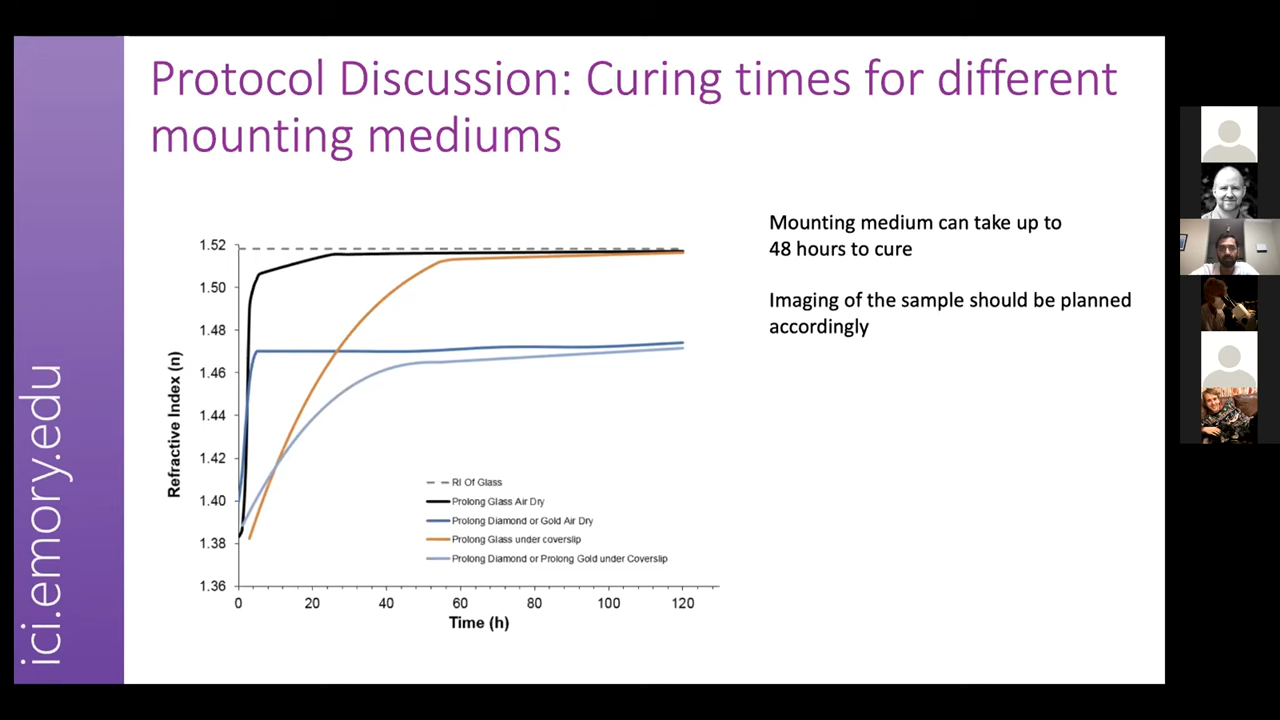 Protocol Discussion: Curing times for different
mounting mediums
Mounting medium can take up to
48 hours to cure
Imaging of the sample should be planned
accordingly
1.52
1.50
1.48
1.46
1.44
1.42
1.40
1.38
1.36
Refractive Index (n)
RI Of Glass
Prolong Glass Air Dry
Prolong Diamond or Gold Air Dry
Prolong Glass under coverslip
Prolong Diamond or Prolong Gold under Coverslip
0 20 40 60 80 100 120
Time (h)
ici.emory.edu